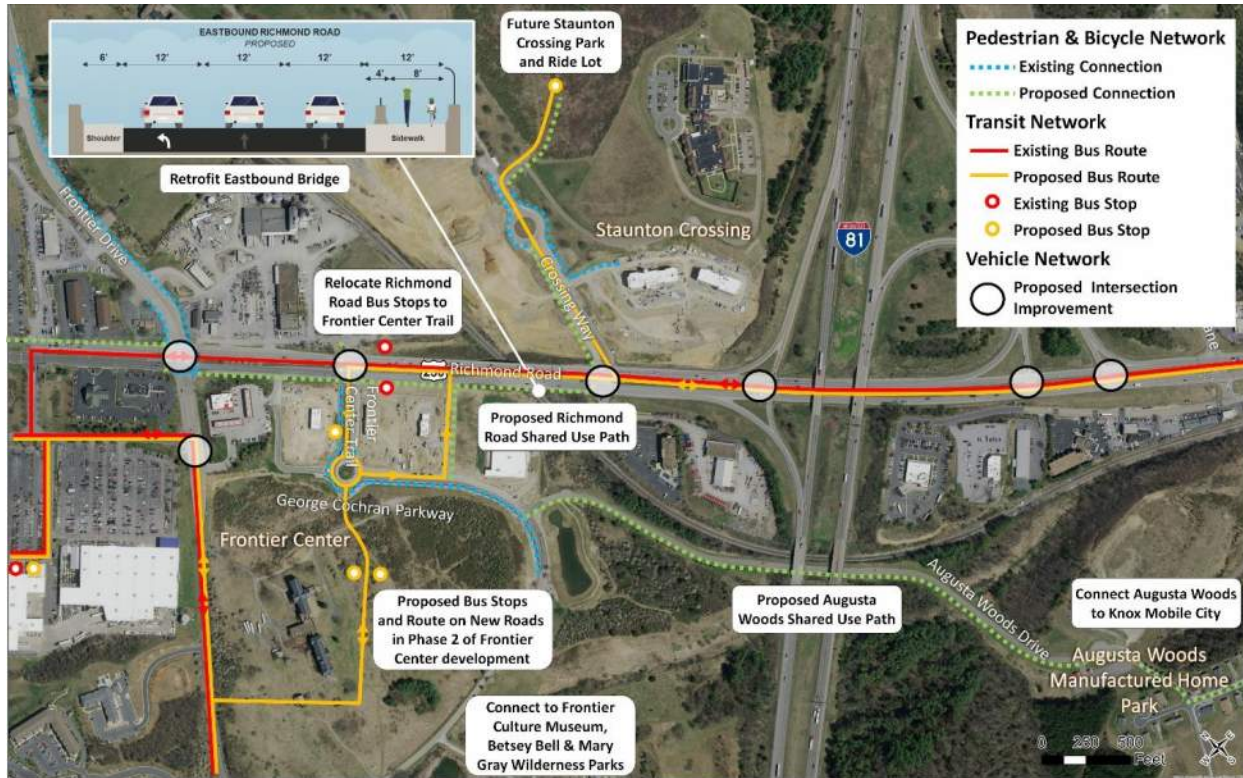 EASTBOUND RICHMOND ROAD
PROPOSED
6'
12'
12'
12'
12'
4'
8'
Shoulder
Sidewalk
Retrofit Eastbound Bridge
Future Staunton
Crossing Park
and Ride Lot
Pedestrian & Bicycle Network
Existing Connection
Proposed Connection
Transit Network
Existing Bus Route
Proposed Bus Route
Existing Bus Stop
Proposed Bus Stop
Vehicle Network
Proposed Intersection
Improvement
Frontier Drive
Staunton Crossing
81
Crossing Way
Relocate Richmond
Road Bus Stops to
Frontier Center Trail
Richmond Road
Frontier
Center Trail
Proposed Richmond
Road Shared Use Path
George Cochran Parkway
Frontier Center
Proposed Bus Stops
and Route on New Roads
in Phase 2 of Frontier
Center development
Proposed Augusta
Woods Shared Use Path
Connect Augusta Woods
to Knox Mobile City
Augusta Woods Drive
Augusta Woods
Manufactured Home
Park
Connect to Frontier
Culture Museum,
Betsey Bell & Mary
Gray Wilderness Parks
0 250 500
Feet